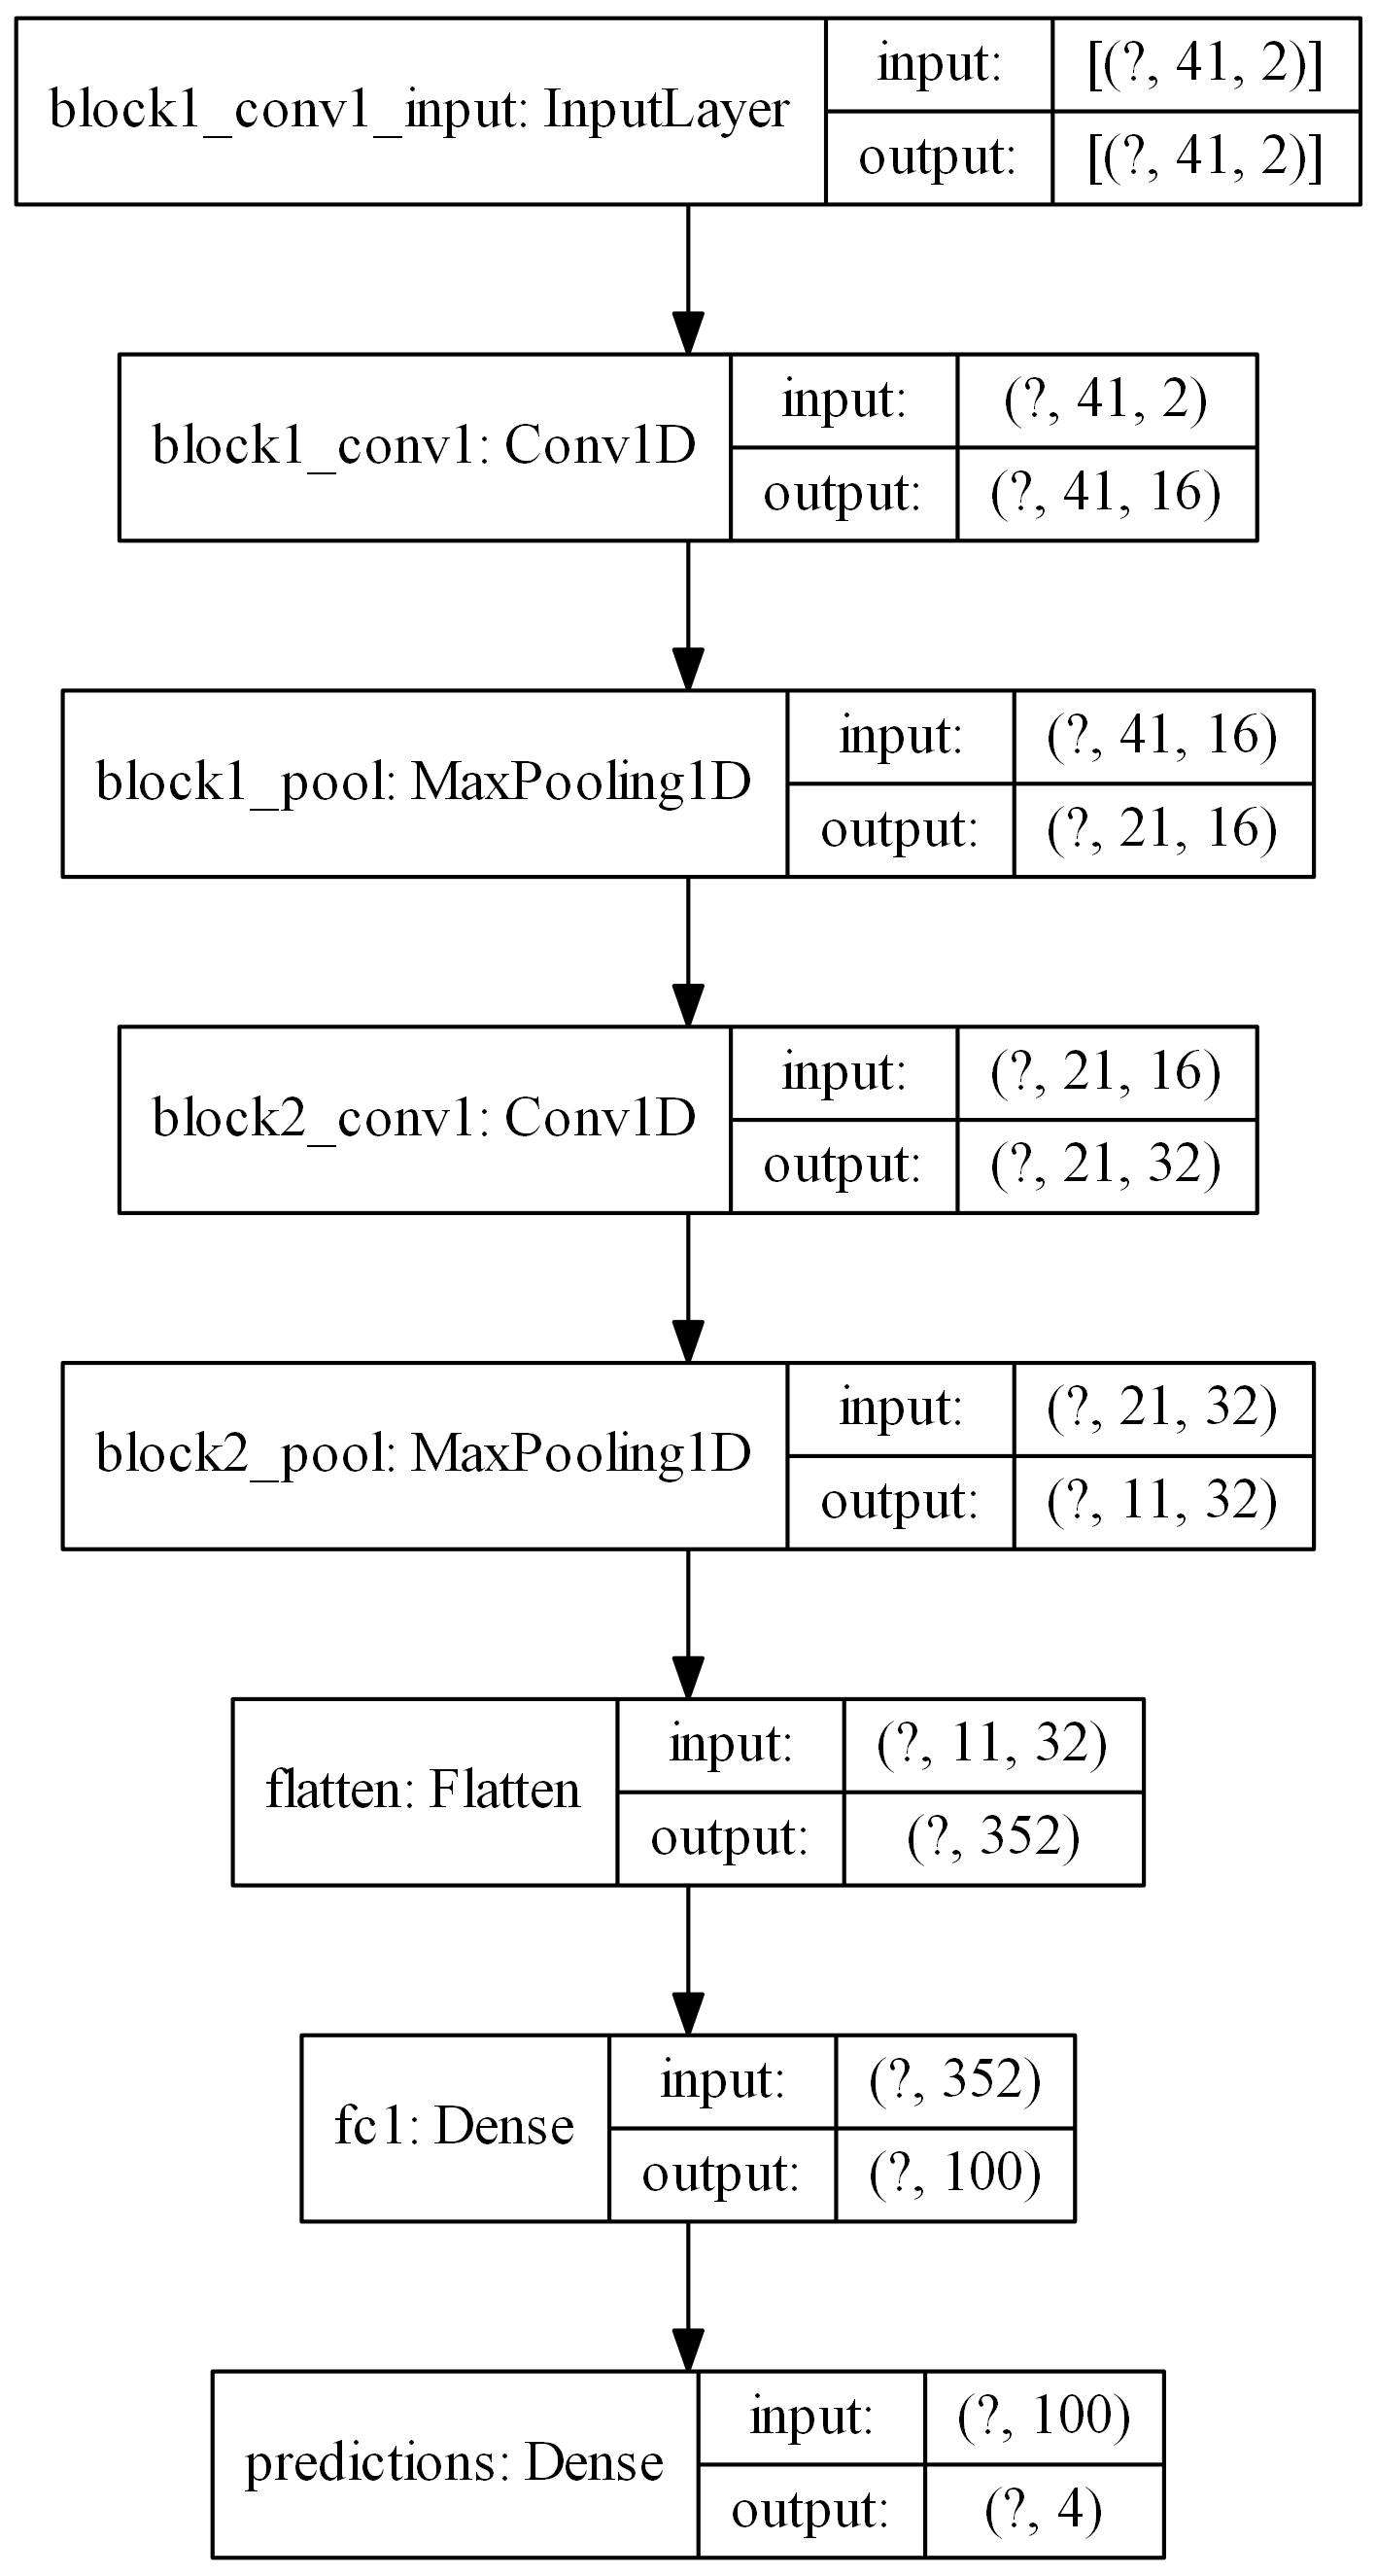 block1_conv1_input: InputLayer
input: [(?, 41, 2)]
output: [(?, 41, 2)]
block1_conv1: Conv1D
input: (?, 41, 2)
output: (?, 41, 16)
block1_pool: MaxPooling1D
input: (?, 41, 16)
output: (?, 21, 16)
block2_conv1: Conv1D
input: (?, 21, 16)
output: (?, 21, 32)
block2_pool: MaxPooling1D
input: (?, 21, 32)
output: (?, 11, 32)
flatten: Flatten
input: (?, 11, 32)
output: (?, 352)
fc1: Dense
input: (?, 352)
output: (?, 100)
predictions: Dense
input: (?, 100)
output: (?, 4)